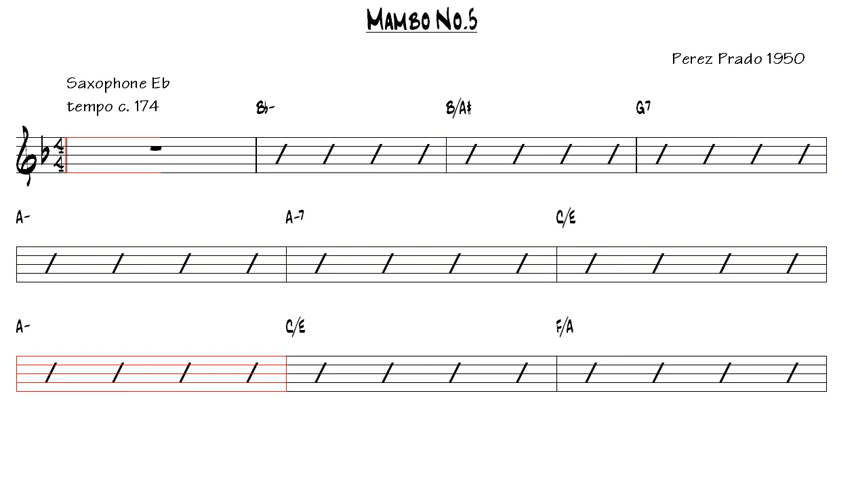 Mambo No.5
Perez Prado 1950
Saxophone Eb
tempo c. 174
B♭- B/A# G7
A- A-7 C/E
A- C/E F/A